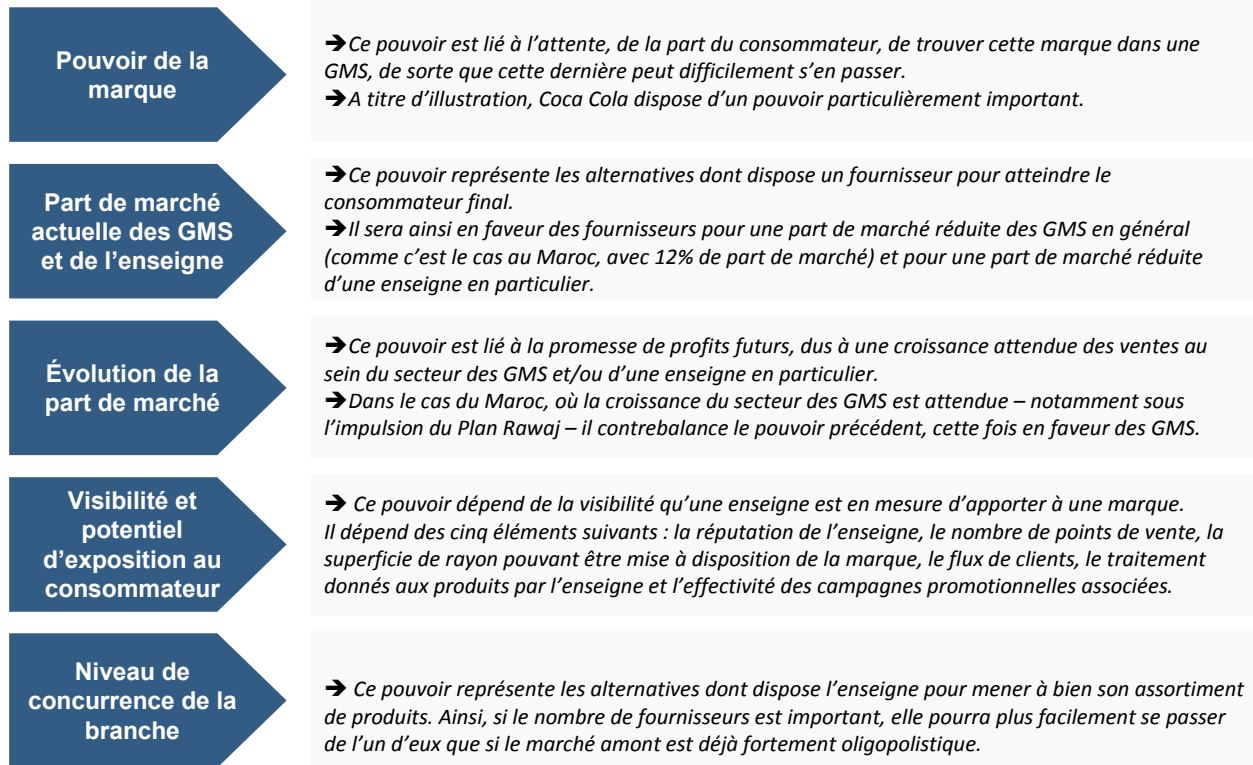 Pouvoir de la
marque
➔Ce pouvoir est lié à l’attente, de la part du consommateur, de trouver cette marque dans une
GMS, de sorte que cette dernière peut difficilement s’en passer.
➔A titre d’illustration, Coca Cola dispose d’un pouvoir particulièrement important.
Part de marché
actuelle des GMS
et de l’enseigne
➔Ce pouvoir représente les alternatives dont dispose un fournisseur pour atteindre le
consommateur final.
➔Il sera ainsi en faveur des fournisseurs pour une part de marché réduite des GMS en général
(comme c’est le cas au Maroc, avec 12% de part de marché) et pour une part de marché réduite
d’une enseigne en particulier.
Évolution de la
part de marché
➔Ce pouvoir est lié à la promesse de profits futurs, dus à une croissance attendue des ventes au
sein du secteur des GMS et/ou d’une enseigne en particulier.
➔Dans le cas du Maroc, où la croissance du secteur des GMS est attendue – notamment sous
l’impulsion du Plan Rawaj – il contrebalance le pouvoir précédent, cette fois en faveur des GMS.
Visibilité et
potentiel
d’exposition au
consommateur
➔ Ce pouvoir dépend de la visibilité qu’une enseigne est en mesure d’apporter à une marque.
Il dépend des cinq éléments suivants : la réputation de l’enseigne, le nombre de points de vente, la
superficie de rayon pouvant être mise à disposition de la marque, le flux de clients, le traitement
donnés aux produits par l’enseigne et l’effectivité des campagnes promotionnelles associées.
Niveau de
concurrence de la
branche
➔ Ce pouvoir représente les alternatives dont dispose l’enseigne pour mener à bien son assortiment
de produits. Ainsi, si le nombre de fournisseurs est important, elle pourra plus facilement se passer
de l’un d’eux que si le marché amont est déjà fortement oligopolistique.